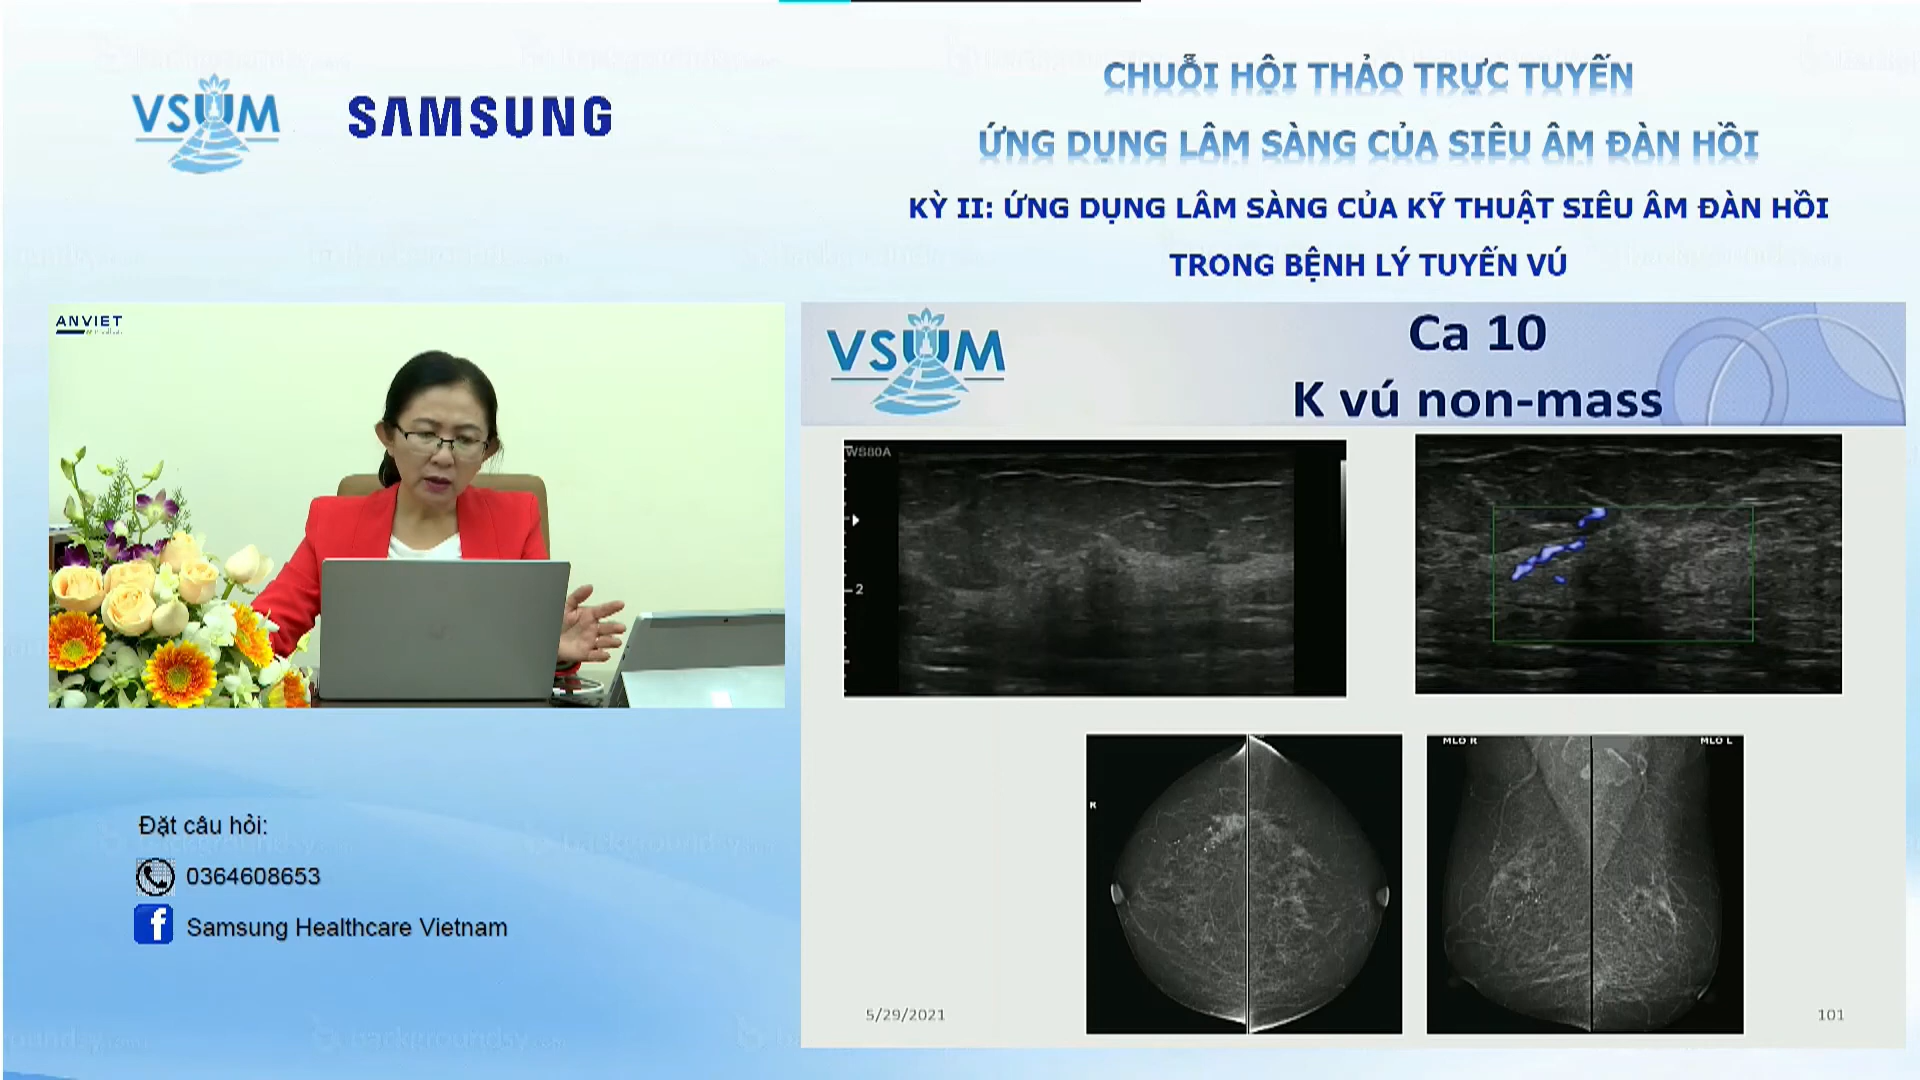 VSUM
SAMSUNG
CHUỖI HỘI THẢO TRỰC TUYẾN
ỨNG DỤNG LÂM SÀNG CỦA SIÊU ÂM ĐÀN HỒI
KỲ II: ỨNG DỤNG LÂM SÀNG CỦA KỸ THUẬT SIÊU ÂM ĐÀN HỒI
TRONG BỆNH LÝ TUYẾN VÚ
ANVIET
VSUM
Ca 10
K vú non-mass
WS80A
2
R
MLO R
MLO L
5/29/2021
101
Đặt câu hỏi:
0364608653
f
Samsung Healthcare Vietnam